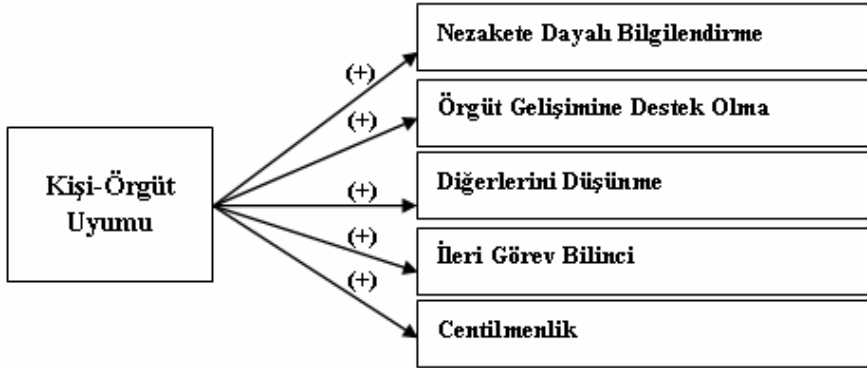 Nezakete Dayalı Bilgilendirme
(+)
Örgüt Gelişimine Destek Olma
(+)
Kişi-Örgüt
Uyumu
Diğerlerini Düşünme
(+)
(+)
İleri Görev Bilinci
(+)
Centilmenlik